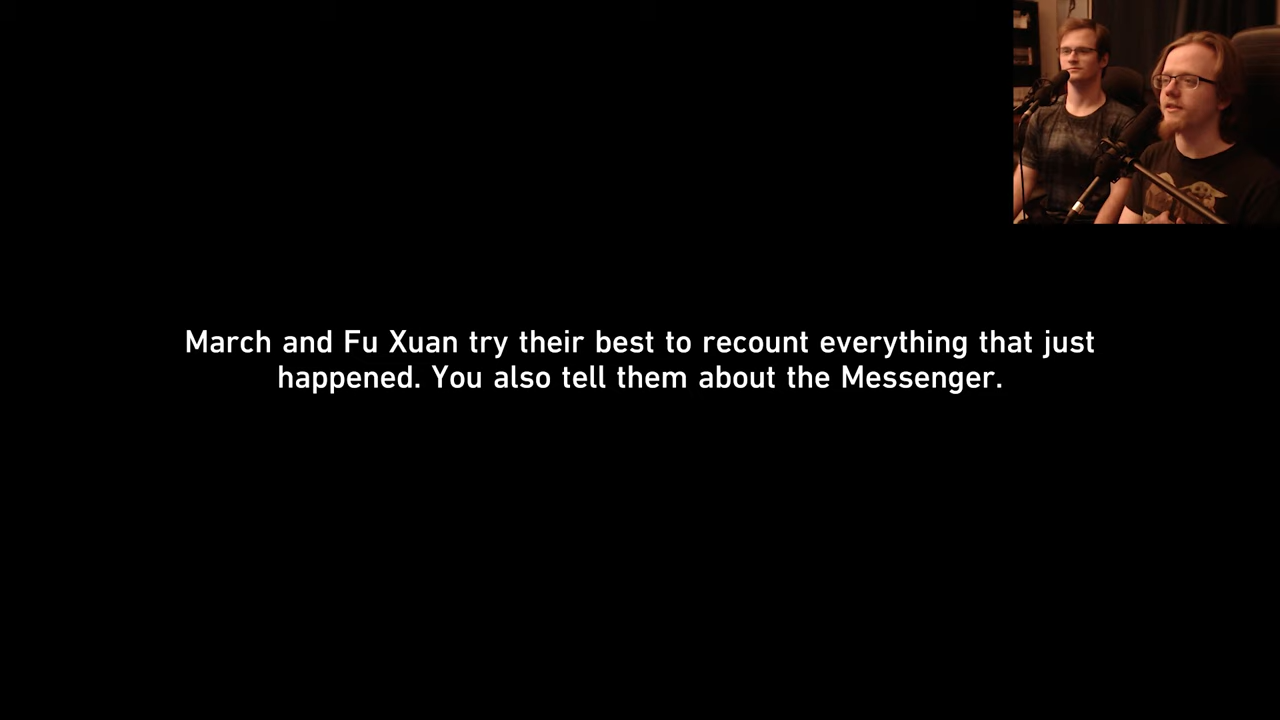 March and Fu Xuan try their best to recount everything that just
happened. You also tell them about the Messenger.